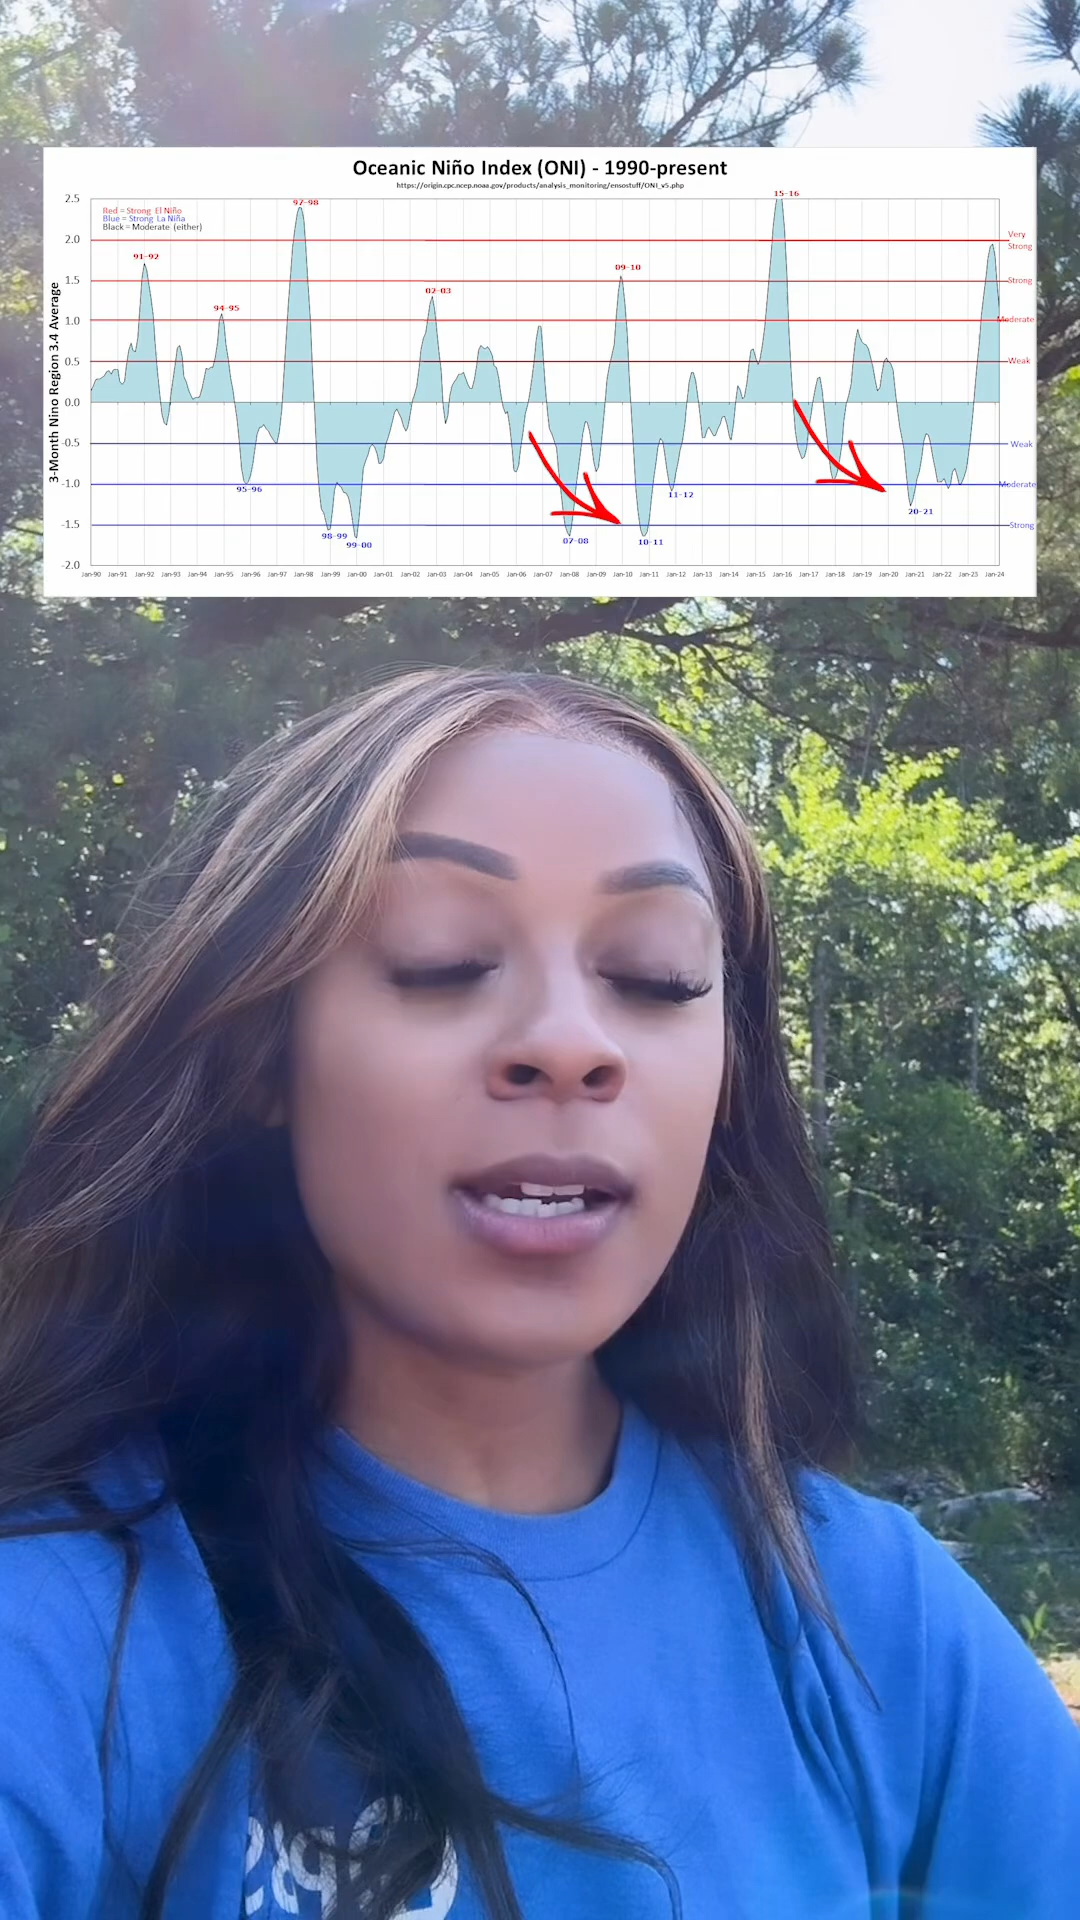 Oceanic Niño Index (ONI) - 1990-present
https://origin.cpc.ncep.noaa.gov/products/analysis_monitoring/ensostuff/ONI_v5.php
Red = Strong El Niño
Blue = Strong La Niña
Black = Moderate (either)
3-Month Nino Region 3.4 Average
2.5
2.0
1.5
1.0
0.5
0.0
-0.5
-1.0
-1.5
-2.0
91-92
94-95
97-98
02-03
09-10
15-16
95-96
98-99
99-00
07-08
10-11
11-12
20-21
Very
Strong
Strong
Moderate
Weak
Weak
Moderate
Strong
Jan-90 Jan-91 Jan-92 Jan-93 Jan-94 Jan-95 Jan-96 Jan-97 Jan-98 Jan-99 Jan-00 Jan-01 Jan-02 Jan-03 Jan-04 Jan-05 Jan-06 Jan-07 Jan-08 Jan-09 Jan-10 Jan-11 Jan-12 Jan-13 Jan-14 Jan-15 Jan-16 Jan-17 Jan-18 Jan-19 Jan-20 Jan-21 Jan-22 Jan-23 Jan-24